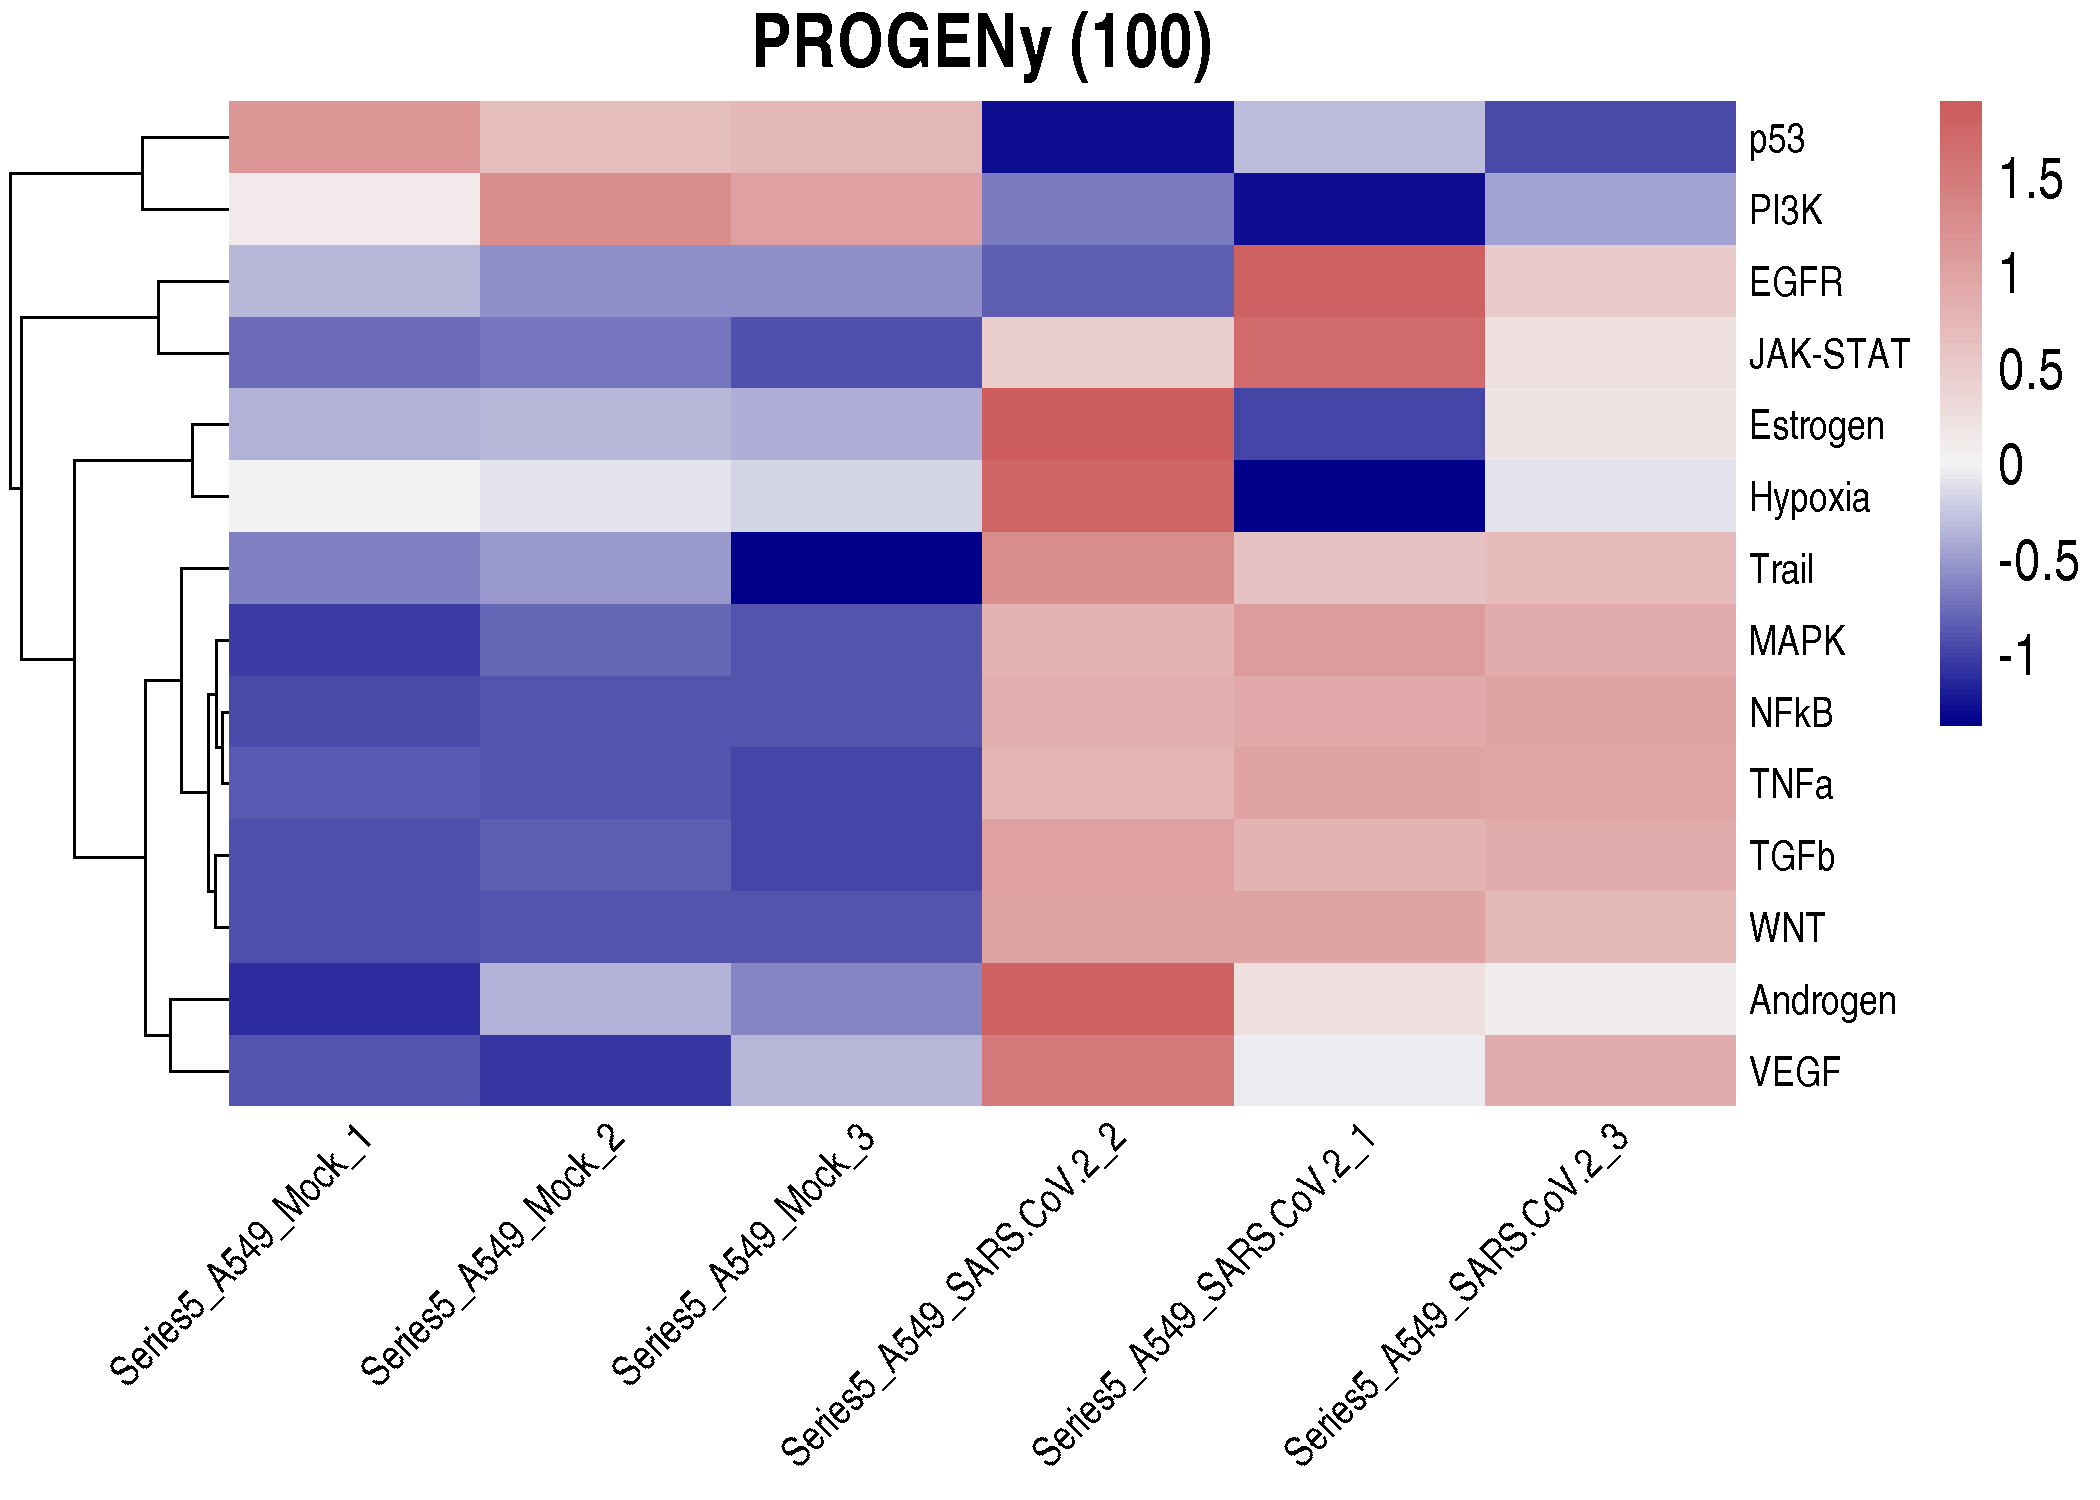 PROGENy (100)
p53
PI3K
EGFR
JAK-STAT
Estrogen
Hypoxia
Trail
MAPK
NFkB
TNFa
TGFb
WNT
Androgen
VEGF
1.5
1
0.5
0
-0.5
-1
Series5_A549_Mock_1
Series5_A549_Mock_2
Series5_A549_Mock_3
Series5_A549_SARS.CoV.2_2
Series5_A549_SARS.CoV.2_1
Series5_A549_SARS.CoV.2_3